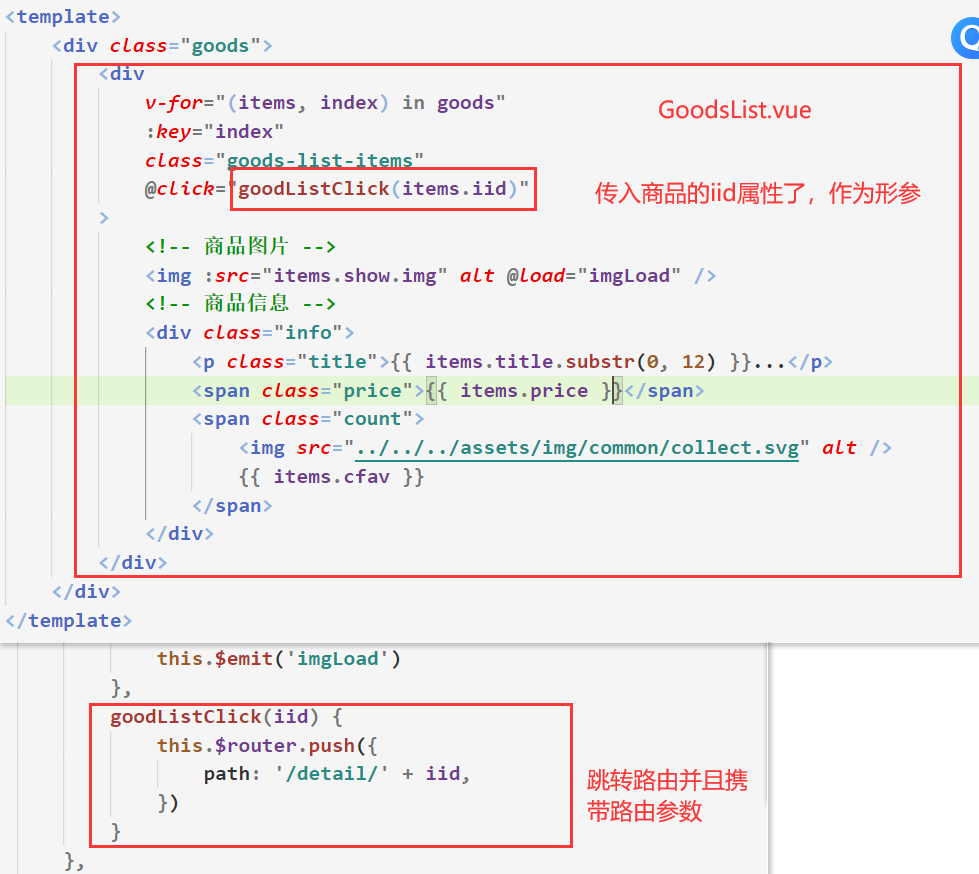 <template>
<div class="goods">
<div
v-for="(items, index) in goods"
:key="index"
class="goods-list-items"
@click="goodListClick(items.iid)"
>
<!-- 商品图片 -->
<img :src="items.show.img" alt @load="imgLoad" />
<!-- 商品信息 -->
<div class="info">
<p class="title">{{ items.title.substr(0, 12) }}...</p>
<span class="price">{{ items.price }}</span>
<span class="count">
<img src="../../../assets/img/common/collect.svg" alt />
{{ items.cfav }}
</span>
</div>
</div>
</div>
</template>
GoodsList.vue
传入商品的iid属性了，作为形参
this.$emit('imgLoad')
},
goodListClick(iid) {
this.$router.push({
path: '/detail/' + iid,
})
}
},
跳转路由并且携
带路由参数